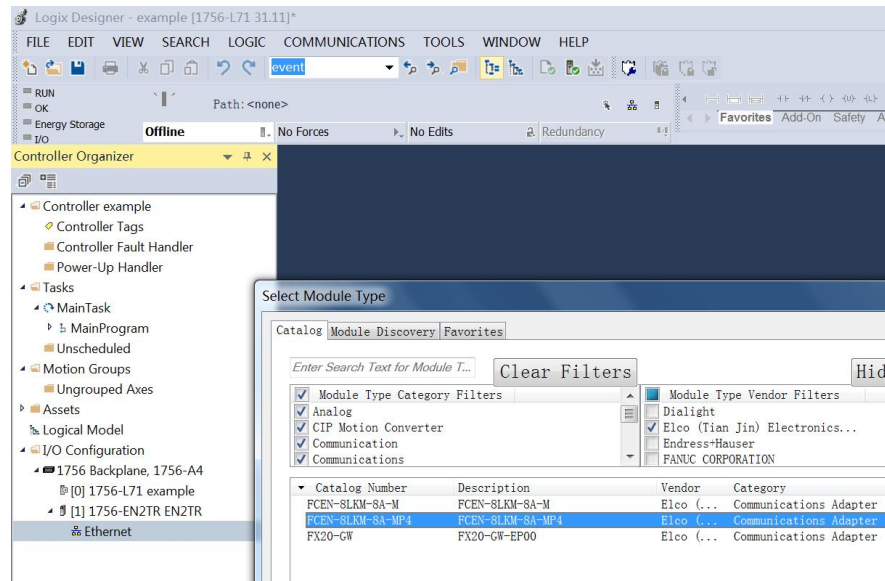 Logix Designer - example [1756-L71 31.11]*
FILE EDIT VIEW SEARCH LOGIC COMMUNICATIONS TOOLS WINDOW HELP
event
RUN
OK
Energy Storage
I/O
Path: <none>
Offline
No Forces
No Edits
Redundancy
Favorites Add-On Safety A
Controller Organizer
Controller example
Controller Tags
Controller Fault Handler
Power-Up Handler
Tasks
MainTask
MainProgram
Unscheduled
Motion Groups
Ungrouped Axes
Assets
Logical Model
I/O Configuration
1756 Backplane, 1756-A4
[0] 1756-L71 example
[1] 1756-EN2TR EN2TR
Ethernet
Select Module Type
Catalog Module Discovery Favorites
Enter Search Text for Module T...
Clear Filters
Hid
Module Type Category Filters
Analog
CIP Motion Converter
Communication
Communications
Module Type Vendor Filters
Dialight
Elco (Tian Jin) Electronics...
Endress+Hauser
FANUC CORPORATION
Catalog Number Description Vendor Category
FCEN-8LKM-8A-M FCEN-8LKM-8A-M Elco (... Communications Adapter
FCEN-8LKM-8A-MP4 FCEN-8LKM-8A-MP4 Elco (... Communications Adapter
FX20-GW FX20-GW-EP00 Elco (... Communications Adapter